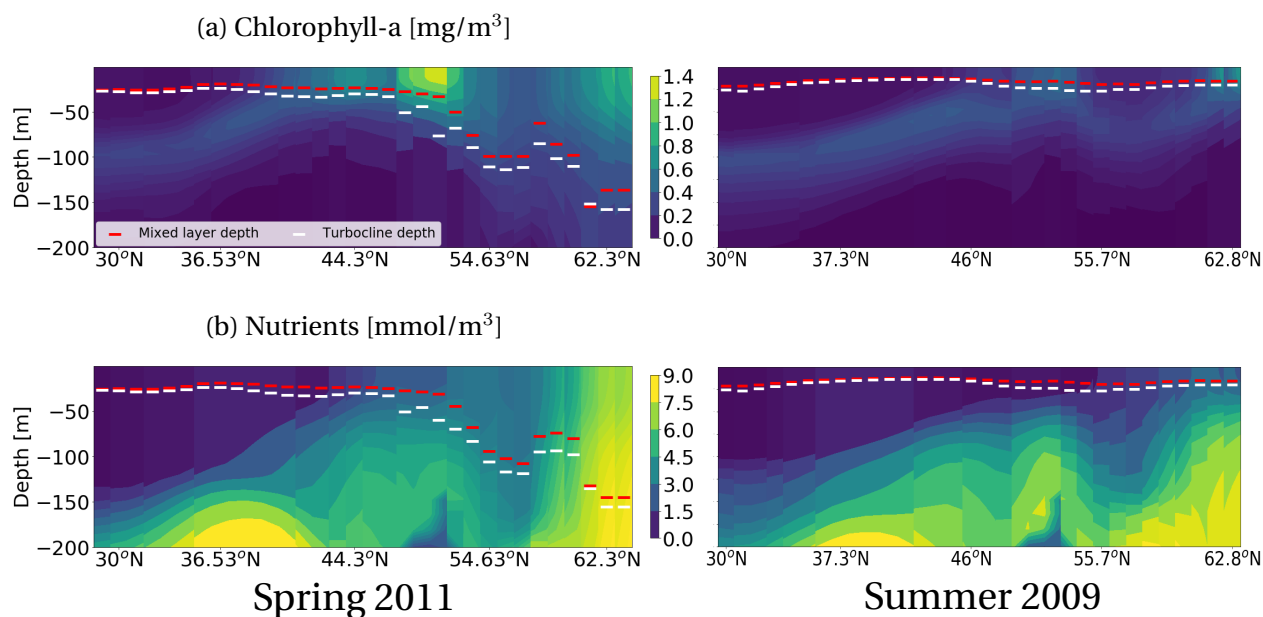 (a) Chlorophyll-a [mg/m³]
Depth [m]
−50
−100
−150
−200
Mixed layer depth Turbocline depth
30°N 36.53°N 44.3°N 54.63°N 62.3°N
1.4
1.2
1.0
0.8
0.6
0.4
0.2
0.0
30°N 37.3°N 46°N 55.7°N 62.8°N
(b) Nutrients [mmol/m³]
Depth [m]
−50
−100
−150
−200
30°N 36.53°N 44.3°N 54.63°N 62.3°N
9.0
7.5
6.0
4.5
3.0
1.5
0.0
30°N 37.3°N 46°N 55.7°N 62.8°N
Spring 2011 Summer 2009